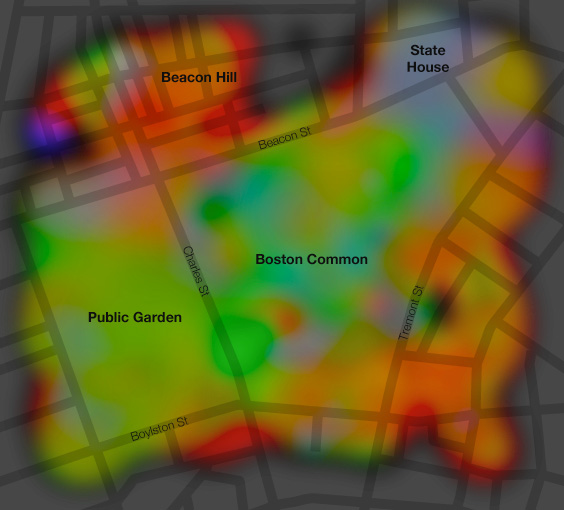 State
House
Beacon Hill
Beacon St
Charles St
Boston Common
Public Garden
Tremont St
Boylston St